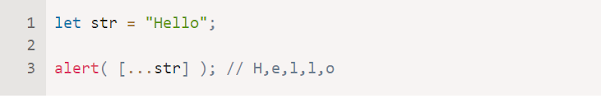 1 let str = "Hello";
2
3 alert( [...str] ); // H,e,l,l,o